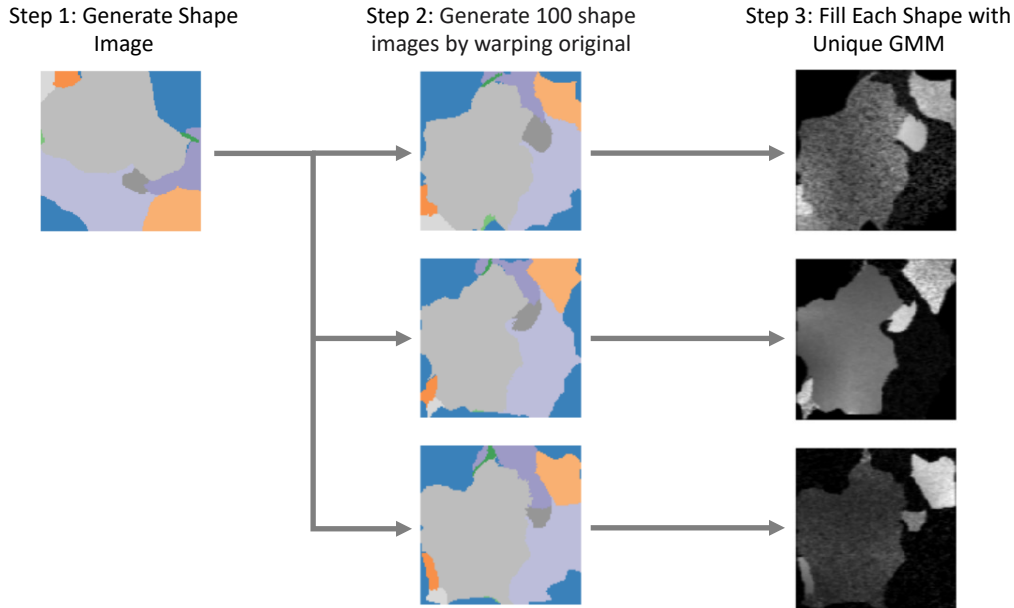 Step 1: Generate Shape
Image
Step 2: Generate 100 shape
images by warping original
Step 3: Fill Each Shape with
Unique GMM